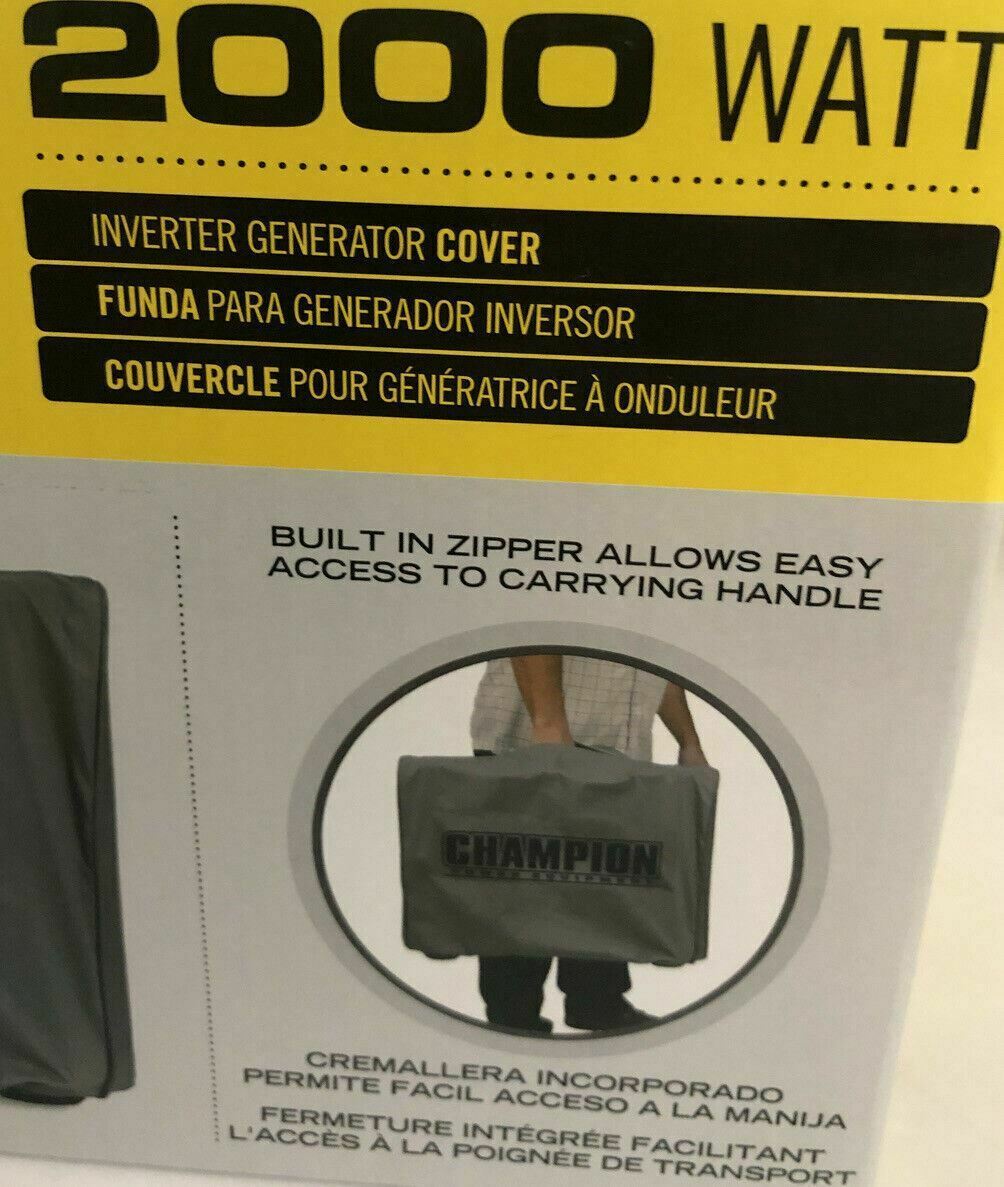 2000 WATT
INVERTER GENERATOR COVER
FUNDA PARA GENERADOR INVERSOR
COUVERCLE POUR GÉNÉRATRICE À ONDULEUR
BUILT IN ZIPPER ALLOWS EASY
ACCESS TO CARRYING HANDLE
CHAMPION
POWER EQUIPMENT
CREMALLERA INCORPORADO
PERMITE FACIL ACCESO A LA MANIJA
FERMETURE INTÉGRÉE FACILITANT
L'ACCÈS À LA POIGNÉE DE TRANSPORT